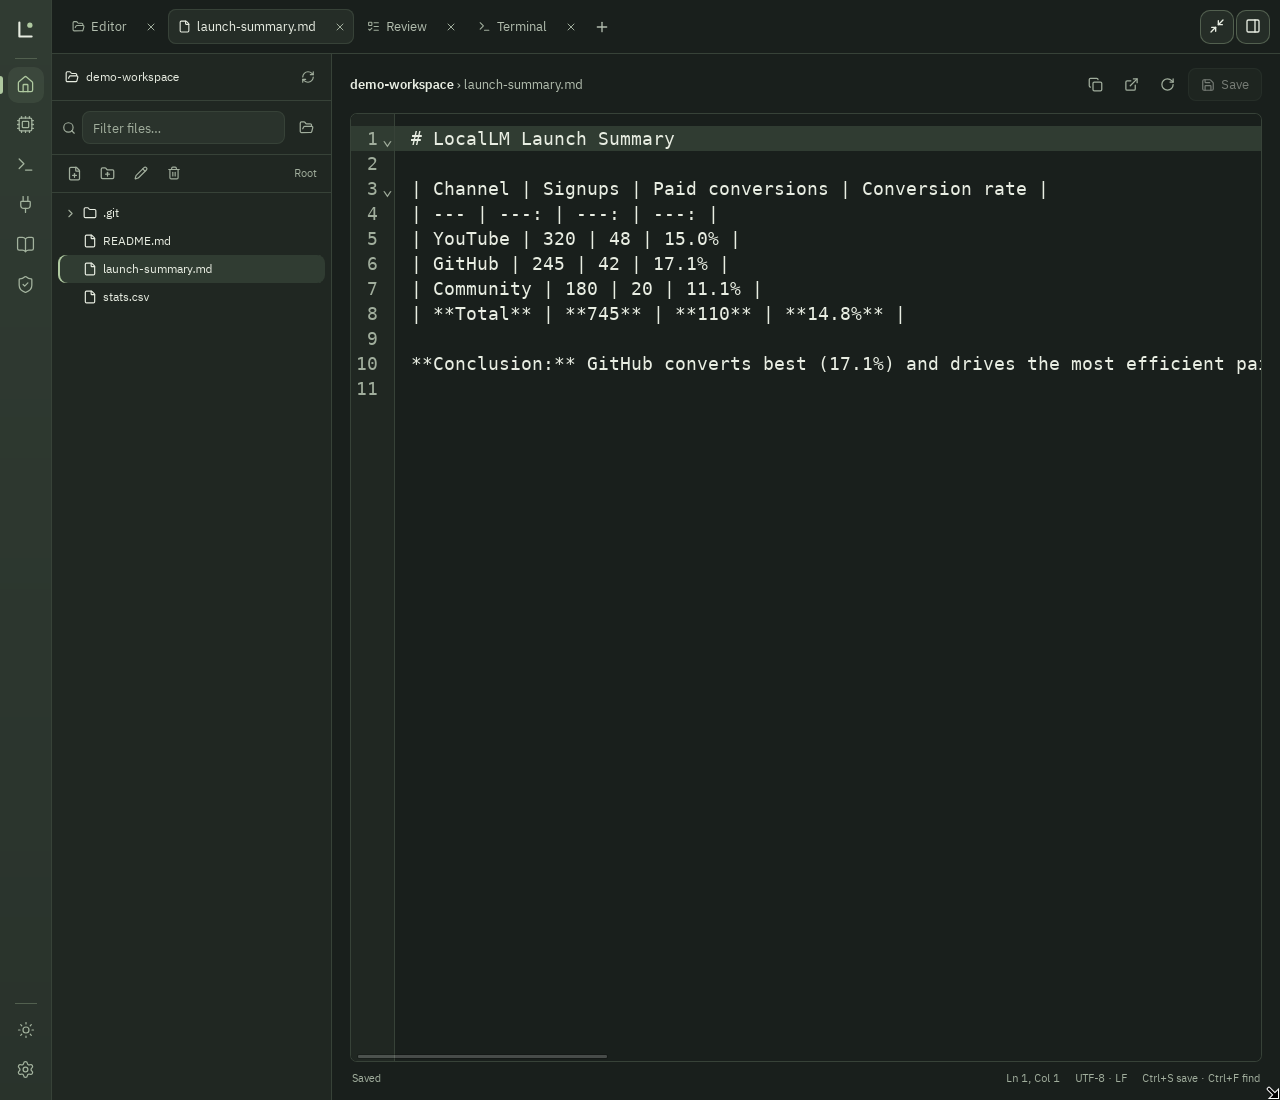 Editor
launch-summary.md
Review
Terminal
demo-workspace
Filter files...
Root
.git
README.md
launch-summary.md
stats.csv
demo-workspace › launch-summary.md
Save
1 # LocalLM Launch Summary
2
3 | Channel | Signups | Paid conversions | Conversion rate |
4 | --- | ---: | ---: | ---: |
5 | YouTube | 320 | 48 | 15.0% |
6 | GitHub | 245 | 42 | 17.1% |
7 | Community | 180 | 20 | 11.1% |
8 | **Total** | **745** | **110** | **14.8%** |
9
10 **Conclusion:** GitHub converts best (17.1%) and drives the most efficient
11
Saved
Ln 1, Col 1 UTF-8 · LF Ctrl+S save · Ctrl+F find